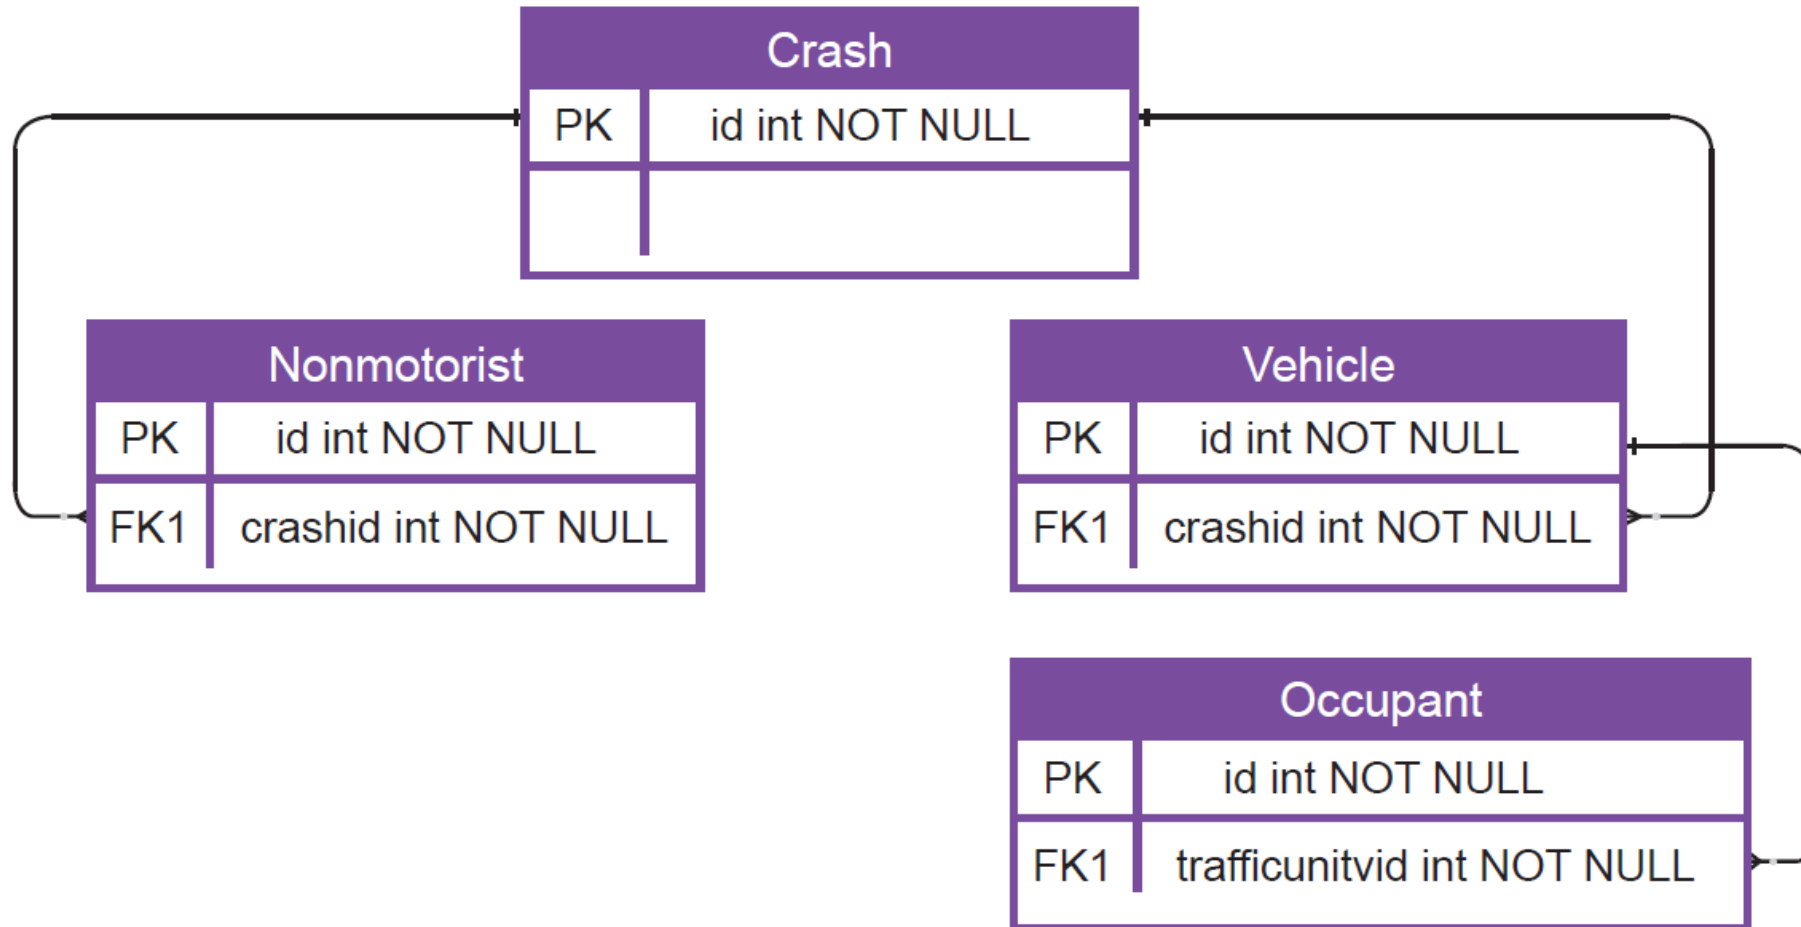 Crash
PK id int NOT NULL
Nonmotorist
PK id int NOT NULL
FK1 crashid int NOT NULL
Vehicle
PK id int NOT NULL
FK1 crashid int NOT NULL
Occupant
PK id int NOT NULL
FK1 trafficunitvid int NOT NULL